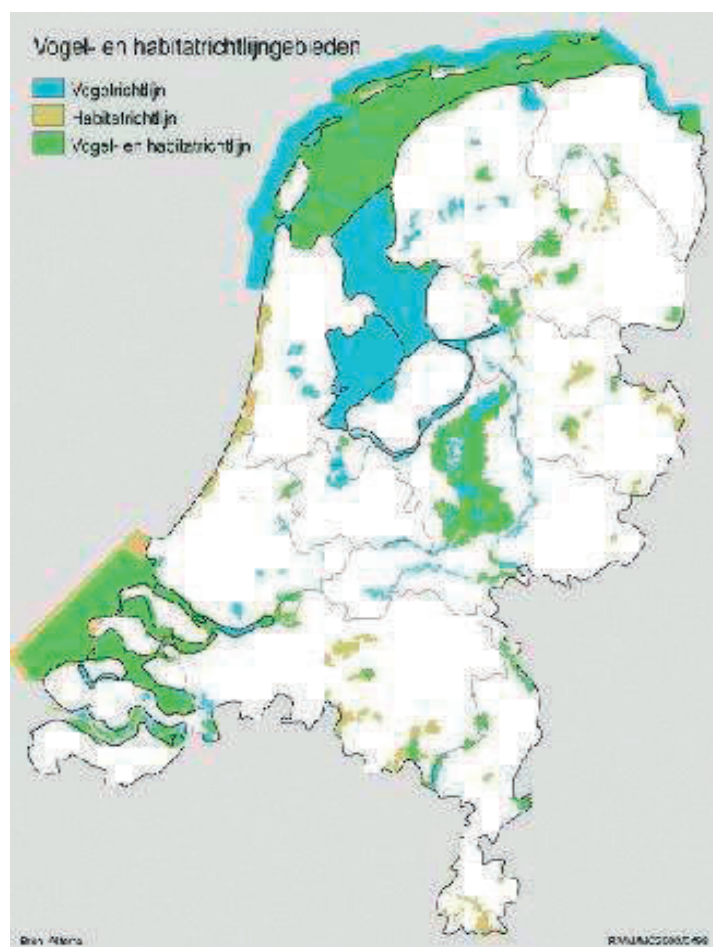 Vogel- en habitatrichtlijngebieden
Vogelrichtlijn
Habitatrichtlijn
Vogel- en habitatrichtlijn
Bron: Alterra